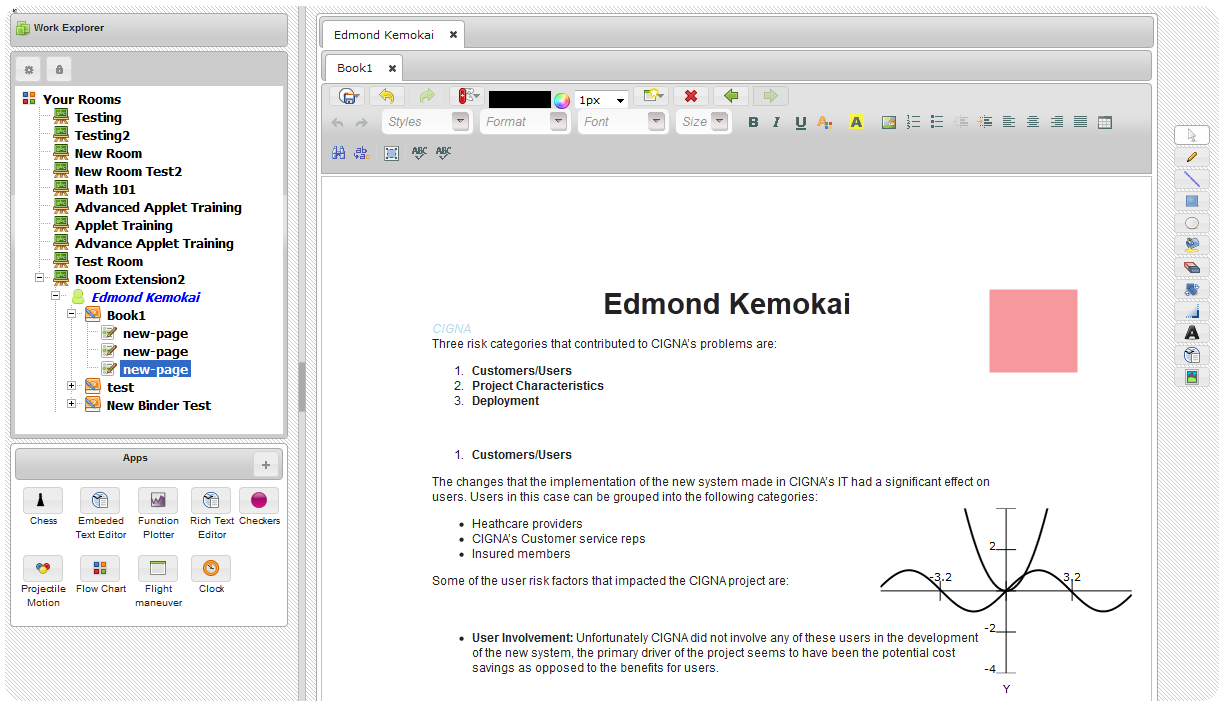 Work Explorer
Your Rooms
Testing
Testing2
New Room
New Room Test2
Math 101
Advanced Applet Training
Applet Training
Advance Applet Training
Test Room
Room Extension2
Edmond Kemokai
Book1
new-page
new-page
new-page
test
New Binder Test
Apps
+
Chess
Embeded Text Editor
Function Plotter
Rich Text Editor
Checkers
Projectile Motion
Flow Chart
Flight maneuver
Clock
Edmond Kemokai ×
Book1 ×
1px
Styles Format Font Size B I U A A
ABC ABC
Edmond Kemokai
CIGNA
Three risk categories that contributed to CIGNA's problems are:
1. Customers/Users
2. Project Characteristics
3. Deployment
1. Customers/Users
The changes that the implementation of the new system made in CIGNA's IT had a significant effect on
users. Users in this case can be grouped into the following categories:
• Heathcare providers
• CIGNA's Customer service reps
• Insured members
Some of the user risk factors that impacted the CIGNA project are:
• User Involvement: Unfortunately CIGNA did not involve any of these users in the development
of the new system, the primary driver of the project seems to have been the potential cost
savings as opposed to the benefits for users.
2
-3.2 3.2
-2
-4
Y
A